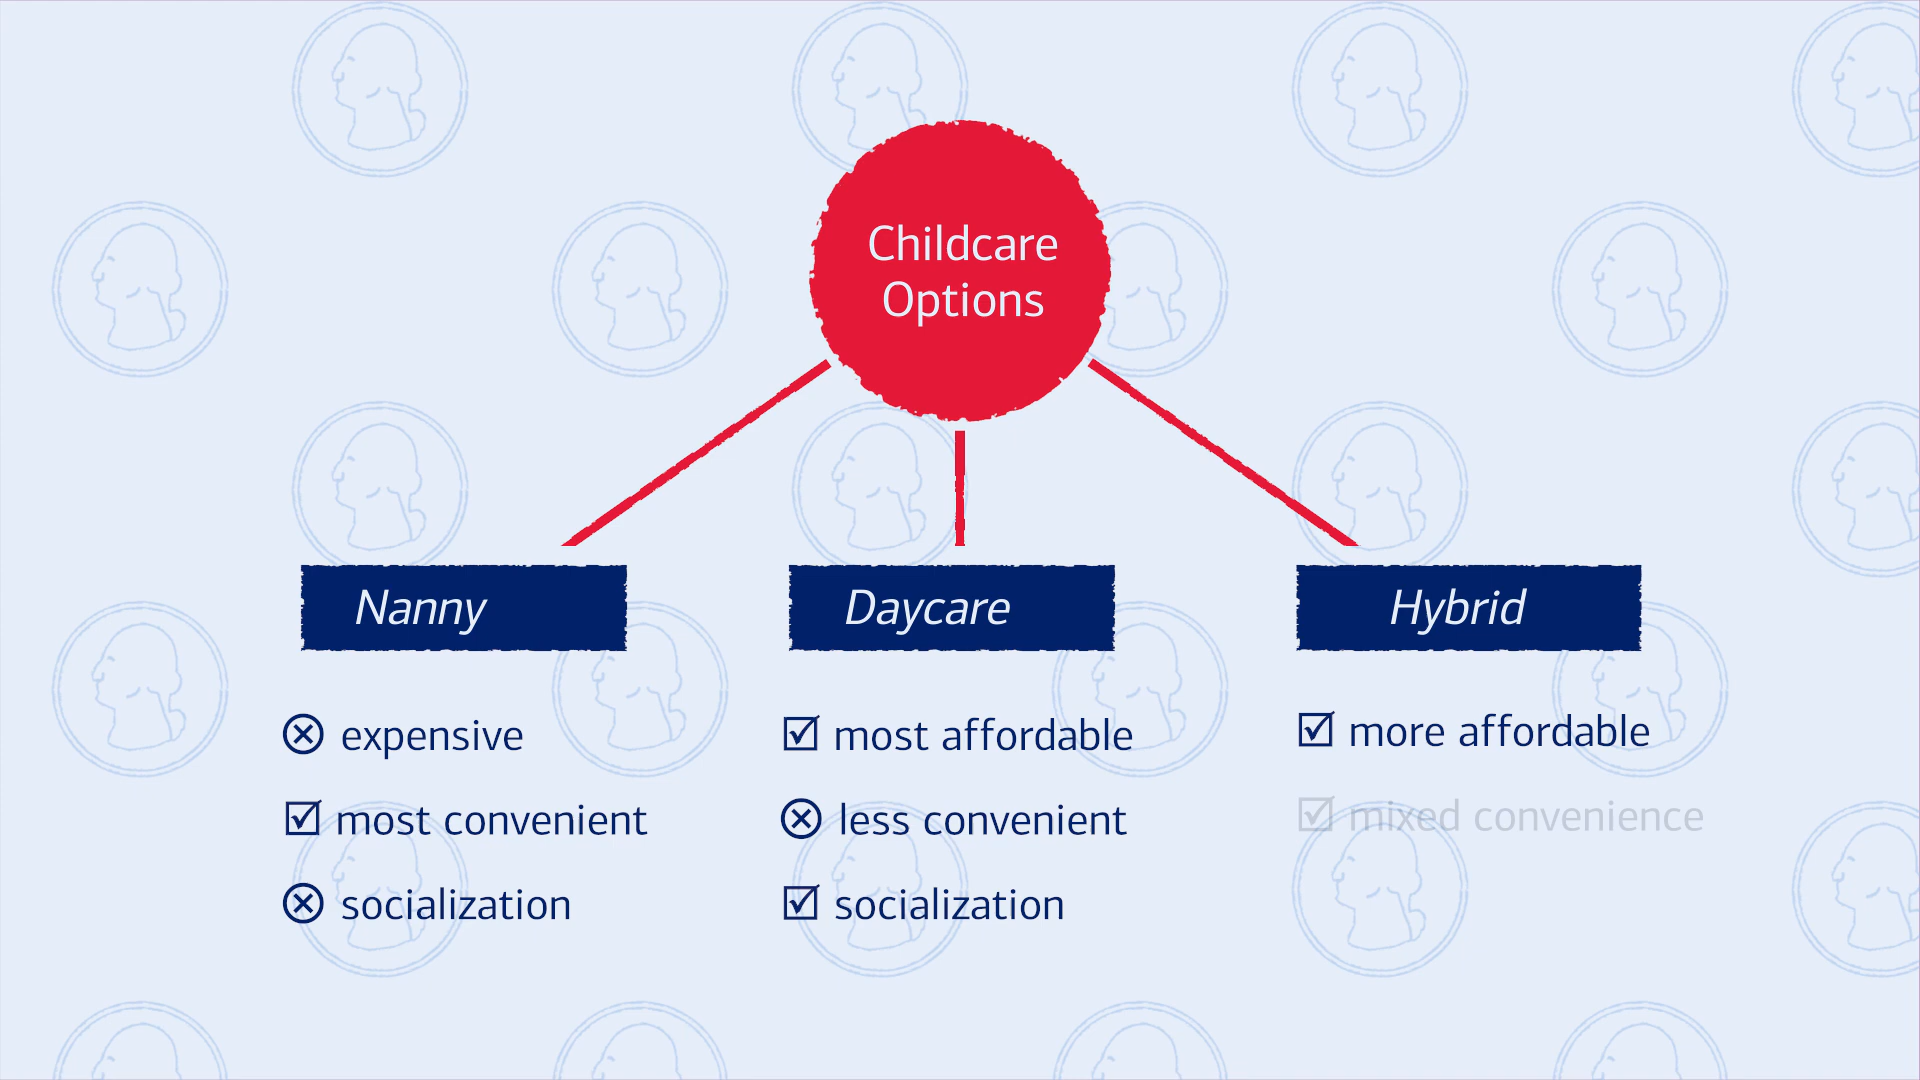 Childcare
Options
Nanny
expensive
most convenient
socialization
Daycare
most affordable
less convenient
socialization
Hybrid
more affordable
mixed convenience